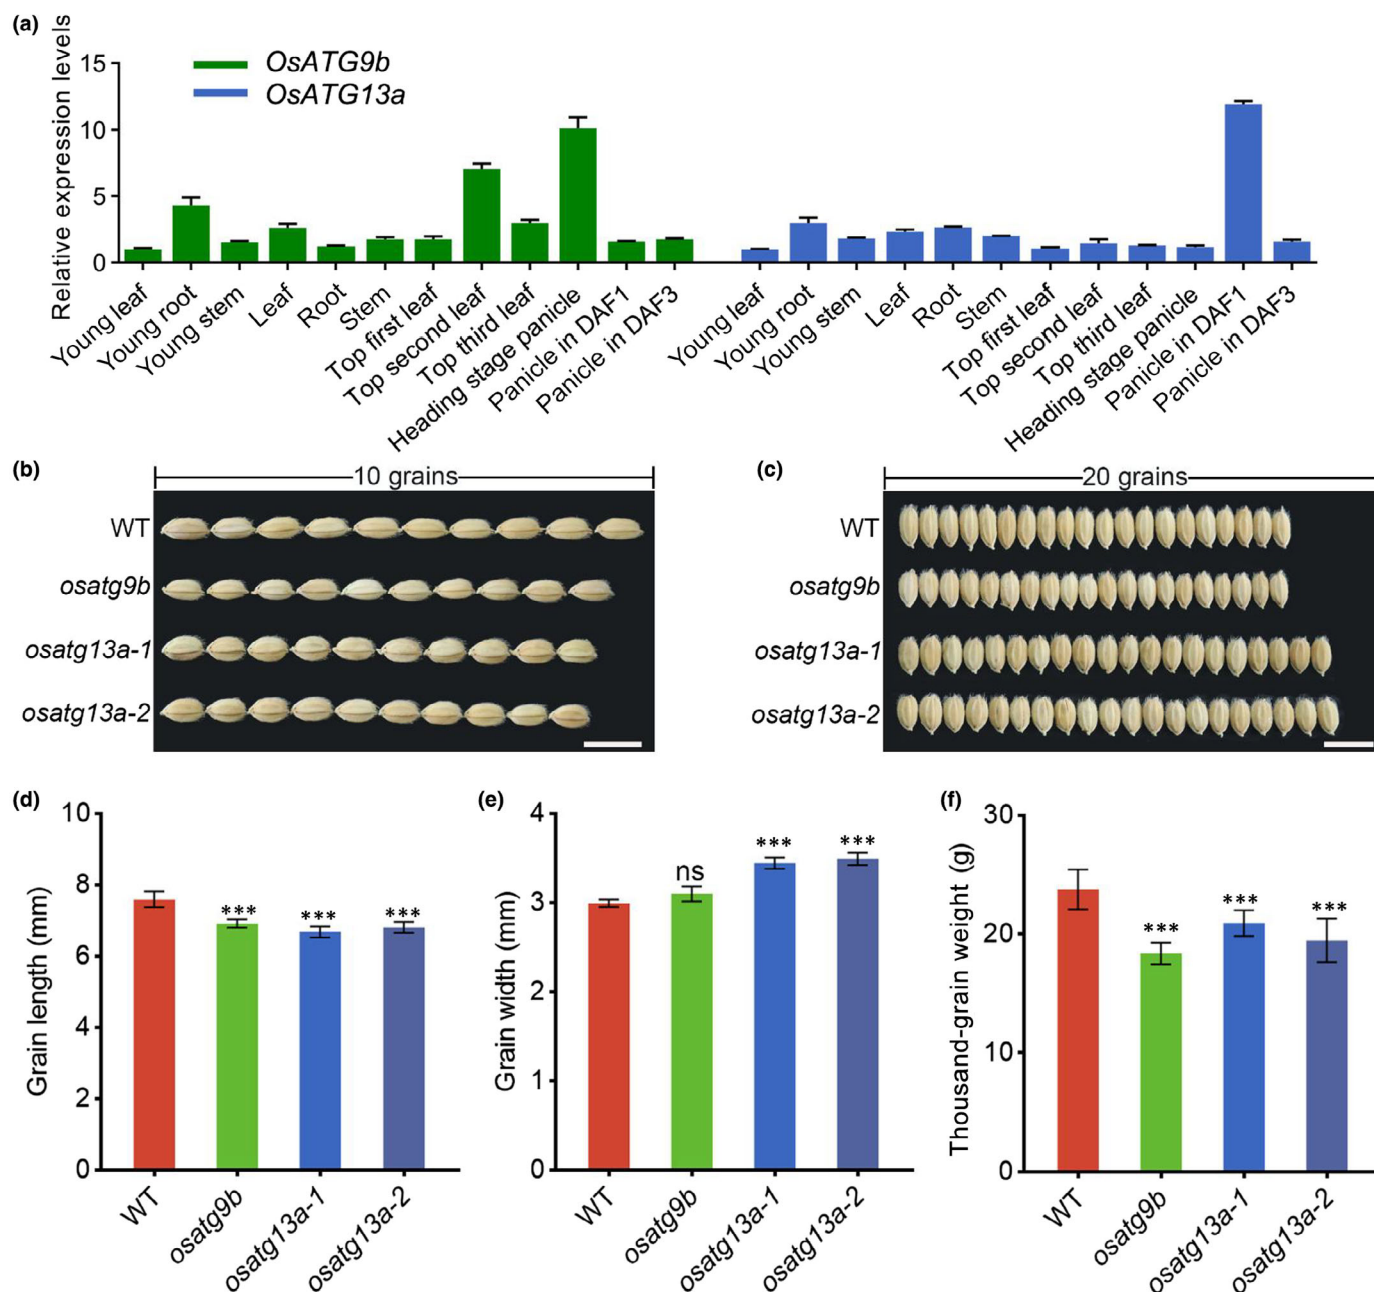 (a)
Relative expression levels
15
10
5
0
OsATG9b
OsATG13a
Young leaf
Young root
Young stem
Leaf
Root
Stem
Top first leaf
Top second leaf
Top third leaf
Heading stage panicle
Panicle in DAF1
Panicle in DAF3
Young leaf
Young root
Young stem
Leaf
Root
Stem
Top first leaf
Top second leaf
Top third leaf
Heading stage panicle
Panicle in DAF1
Panicle in DAF3
(b)
10 grains
WT
osatg9b
osatg13a-1
osatg13a-2
(c)
20 grains
WT
osatg9b
osatg13a-1
osatg13a-2
(d)
Grain length (mm)
10
8
6
4
2
0
***
***
***
WT
osatg9b
osatg13a-1
osatg13a-2
(e)
Grain width (mm)
4
3
2
1
0
ns
***
***
WT
osatg9b
osatg13a-1
osatg13a-2
(f)
Thousand-grain weight (g)
30
20
10
0
***
***
***
WT
osatg9b
osatg13a-1
osatg13a-2